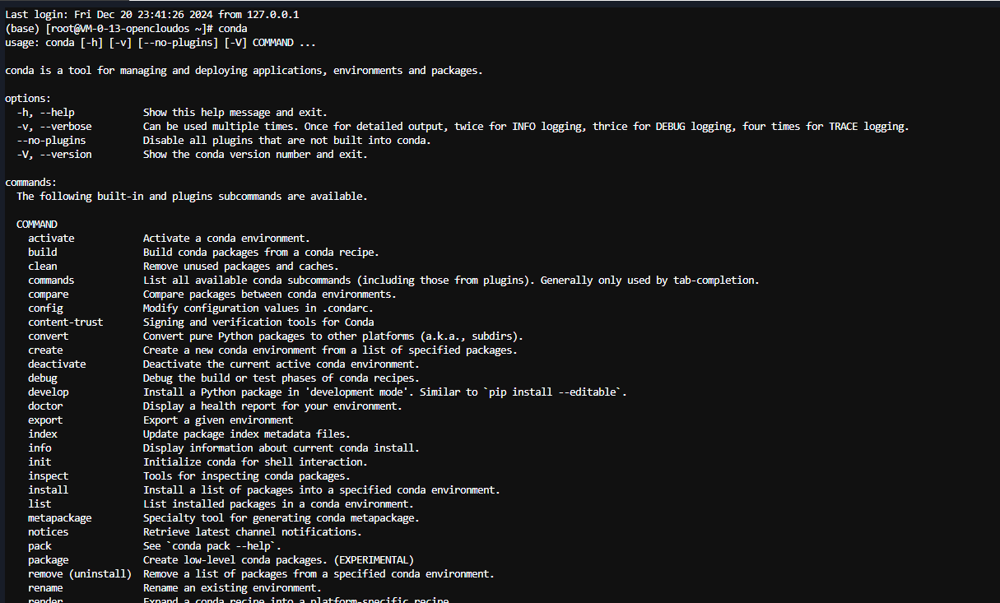 Last login: Fri Dec 20 23:41:26 2024 from 127.0.0.1
(base) [root@VM-0-13-opencloudos ~]# conda
usage: conda [-h] [-v] [--no-plugins] [-V] COMMAND ...
conda is a tool for managing and deploying applications, environments and packages.
options:
-h, --help Show this help message and exit.
-v, --verbose Can be used multiple times. Once for detailed output, twice for INFO logging, thrice for DEBUG logging, four times for TRACE logging.
--no-plugins Disable all plugins that are not built into conda.
-V, --version Show the conda version number and exit.
commands:
The following built-in and plugins subcommands are available.
COMMAND
activate Activate a conda environment.
build Build conda packages from a conda recipe.
clean Remove unused packages and caches.
commands List all available conda subcommands (including those from plugins). Generally only used by tab-completion.
compare Compare packages between conda environments.
config Modify configuration values in .condarc.
content-trust Signing and verification tools for Conda
convert Convert pure Python packages to other platforms (a.k.a., subdirs).
create Create a new conda environment from a list of specified packages.
deactivate Deactivate the current active conda environment.
debug Debug the build or test phases of conda recipes.
develop Install a Python package in 'development mode'. Similar to `pip install --editable`.
doctor Display a health report for your environment.
export Export a given environment
index Update package index metadata files.
info Display information about current conda install.
init Initialize conda for shell interaction.
inspect Tools for inspecting conda packages.
install Install a list of packages into a specified conda environment.
list List installed packages in a conda environment.
metapackage Specialty tool for generating conda metapackage.
notices Retrieve latest channel notifications.
pack See `conda pack --help`.
package Create low-level conda packages. (EXPERIMENTAL)
remove (uninstall) Remove a list of packages from a specified conda environment.
rename Rename an existing environment.
render Expand a conda recipe into a platform-specific recipe